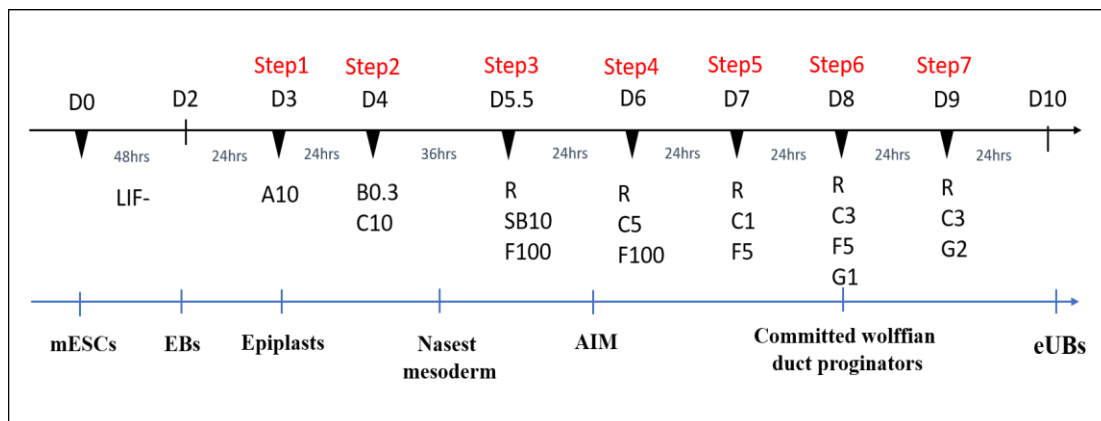 Step1 Step2 Step3 Step4 Step5 Step6 Step7
D0 D2 D3 D4 D5.5 D6 D7 D8 D9 D10
48hrs 24hrs 24hrs 36hrs 24hrs 24hrs 24hrs 24hrs 24hrs
LIF-
A10
B0.3
C10
R
SB10
F100
R
C5
F100
R
C1
F5
R
C3
F5
G1
R
C3
G2
mESCs
EBs
Epiplasts
Nasest
mesoderm
AIM
Committed wolffian
duct proginators
eUBs